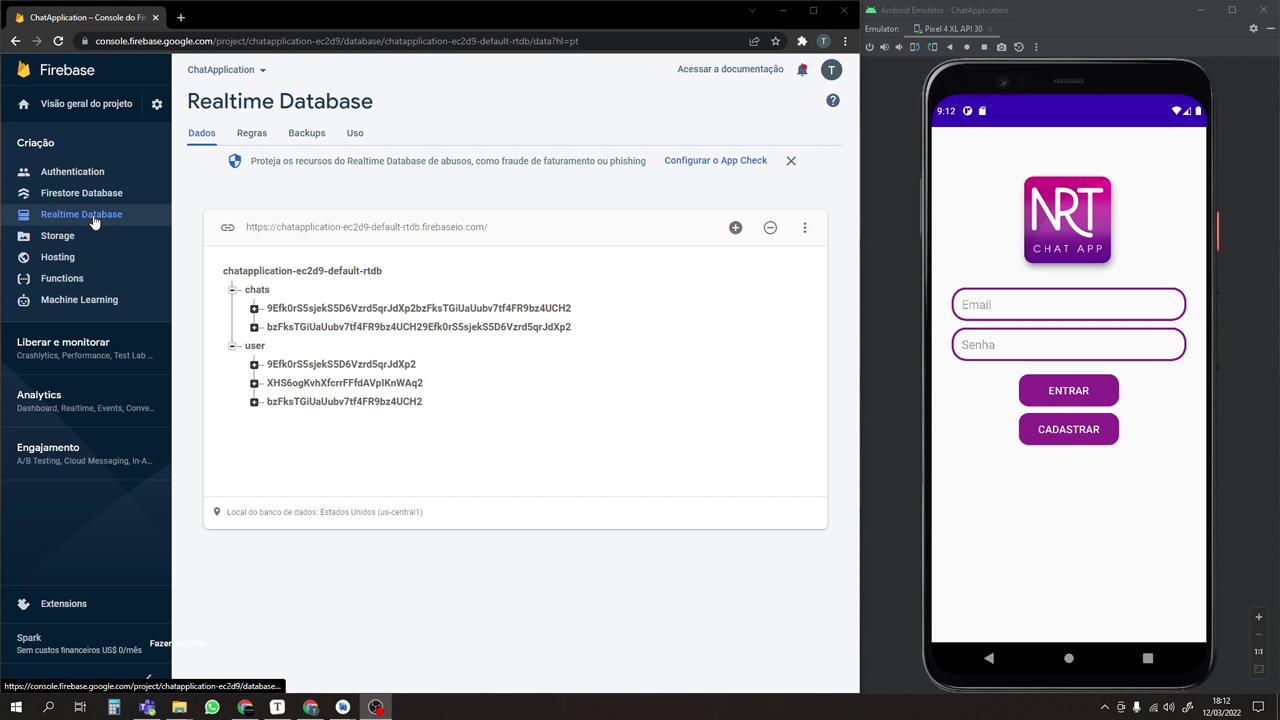 ChatApplication - Console do Fi
console.firebase.google.com/project/chatapplication-ec2d9/database/chatapplication-ec2d9-default-rtdb/data?hl=pt
T
Firebase
Visão geral do projeto
Criação
Authentication
Firestore Database
Realtime Database
Storage
Hosting
Functions
Machine Learning
Liberar e monitorar
Crashlytics, Performance, Test Lab ...
Analytics
Dashboard, Realtime, Events, Conve...
Engajamento
A/B Testing, Cloud Messaging, In-A...
Extensions
Spark
Sem custos financeiros US$ 0/mês
https://console.firebase.google.com/project/chatapplication-ec2d9/database...
ChatApplication
Acessar a documentação
T
Realtime Database
Dados
Regras
Backups
Uso
Proteja os recursos do Realtime Database de abusos, como fraude de faturamento ou phishing
Configurar o App Check
https://chatapplication-ec2d9-default-rtdb.firebaseio.com/
chatapplication-ec2d9-default-rtdb
chats
9Efk0rS5sjekS5D6Vzrd5qrJdXp2bzFksTGiUaUubv7tf4FR9bz4UCH2
bzFksTGiUaUubv7tf4FR9bz4UCH29Efk0rS5sjekS5D6Vzrd5qrJdXp2
user
9Efk0rS5sjekS5D6Vzrd5qrJdXp2
XHS6ogKvhXfcrrFFfdAVpIKnWAq2
bzFksTGiUaUubv7tf4FR9bz4UCH2
Local do banco de dados: Estados Unidos (us-central1)
Android Emulator - ChatApplication
Emulator:
Pixel 4 XL API 30
9:12
NRT
CHAT APP
Email
Senha
ENTRAR
CADASTRAR
1:1
18:12
12/03/2022